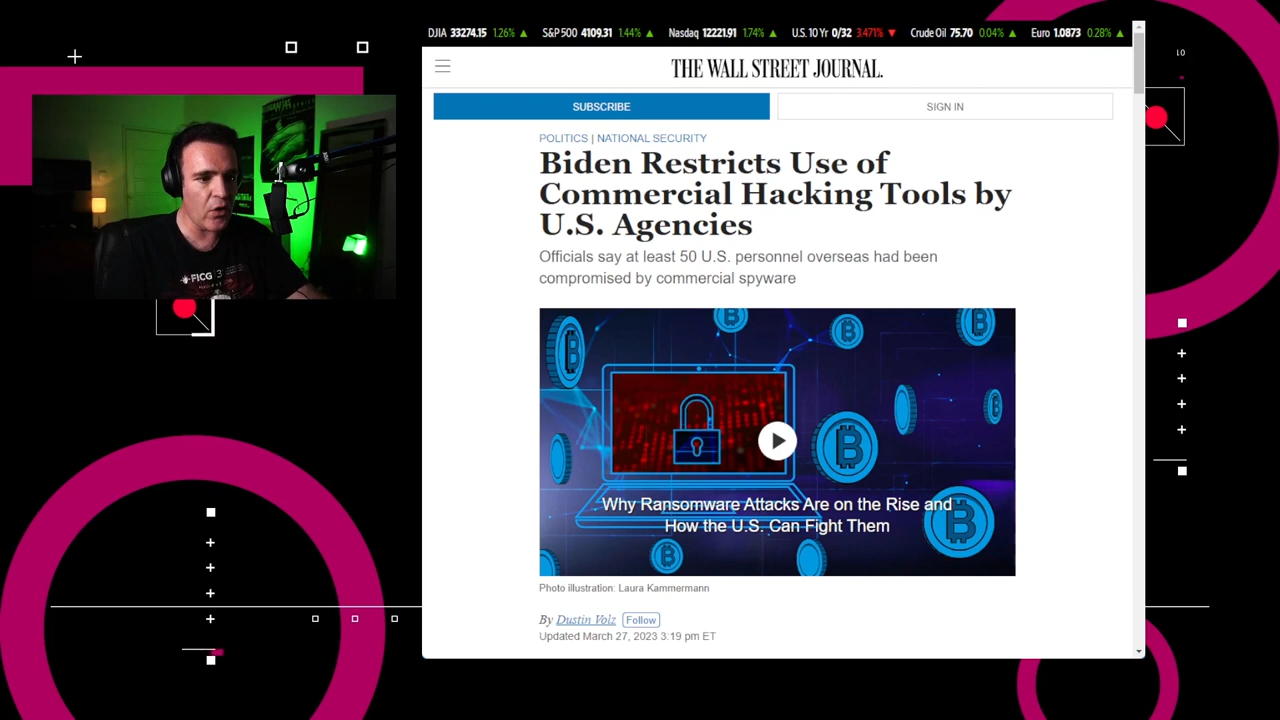 DJIA 33274.15 1.26% ▲ S&P 500 4109.31 1.44% ▲ Nasdaq 12221.91 1.74% ▲ U.S. 10 Yr 0/32 3.471% ▼ Crude Oil 75.70 0.04% ▲ Euro 1.0873 0.28% ▲
THE WALL STREET JOURNAL.
SUBSCRIBE
SIGN IN
POLITICS | NATIONAL SECURITY
Biden Restricts Use of
Commercial Hacking Tools by
U.S. Agencies
Officials say at least 50 U.S. personnel overseas had been
compromised by commercial spyware
Why Ransomware Attacks Are on the Rise and
How the U.S. Can Fight Them
Photo illustration: Laura Kammermann
By Dustin Volz Follow
Updated March 27, 2023 3:19 pm ET
FICG
10